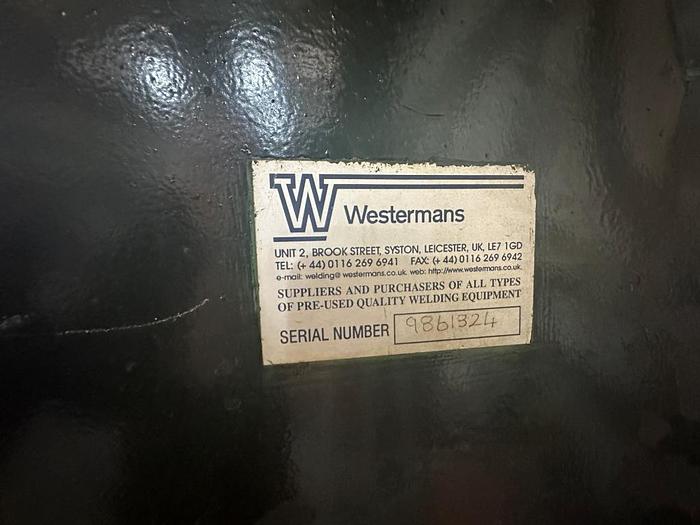 W Westermans
UNIT 2, BROOK STREET, SYSTON, LEICESTER, UK, LE7 1GD
TEL: (+ 44) 0116 269 6941 FAX: (+ 44) 0116 269 6942
e-mail: welding@westermans.co.uk web: http://www.westermans.co.uk
SUPPLIERS AND PURCHASERS OF ALL TYPES
OF PRE-USED QUALITY WELDING EQUIPMENT
SERIAL NUMBER 9861324